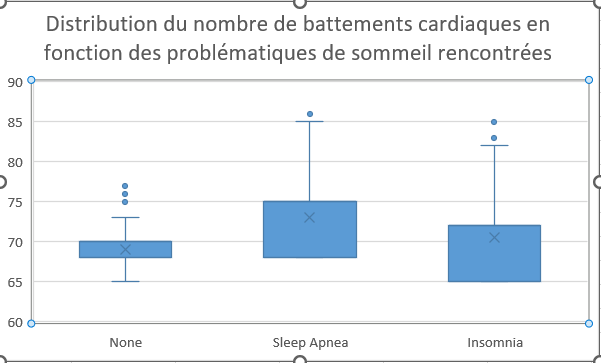 Distribution du nombre de battements cardiaques en
fonction des problématiques de sommeil rencontrées
90
85
80
75
70
65
60
None Sleep Apnea Insomnia